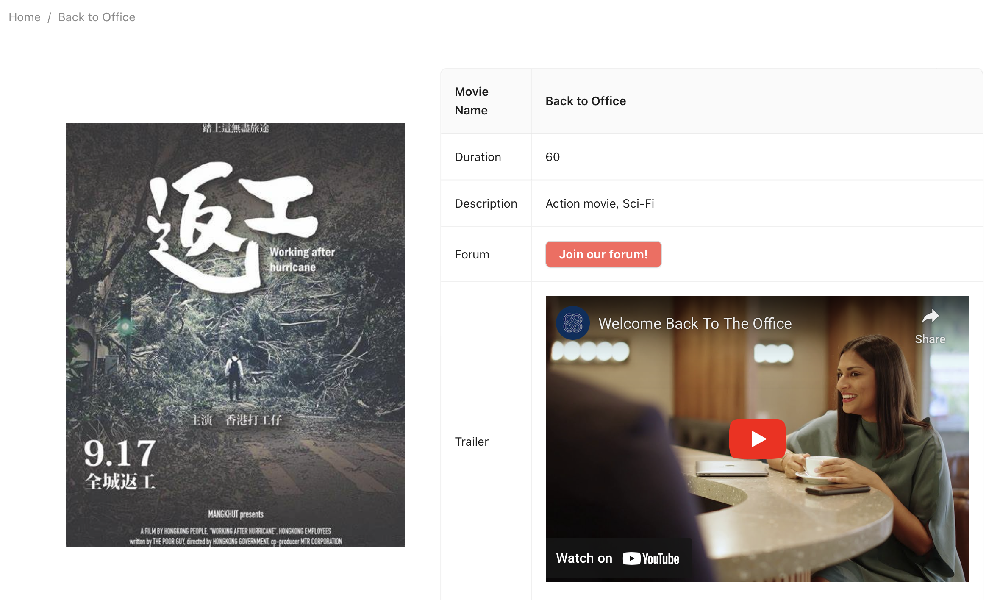 Home / Back to Office
踏上這無盡旅途
返工
Working after
hurricane
主演 香港打工仔
9.17
全城返工
MANGKHUT presents
A FILM BY HONGKONG PEOPLE, "WORKING AFTER HURRICANE", HONGKONG EMPLOYEES
written by THE POOR GUY, directed by HONGKONG GOVERNMENT, cp-producer MTR CORPORATION
Movie
Name
Back to Office
Duration
60
Description
Action movie, Sci-Fi
Forum
Join our forum!
Trailer
Welcome Back To The Office
Share
Watch on YouTube